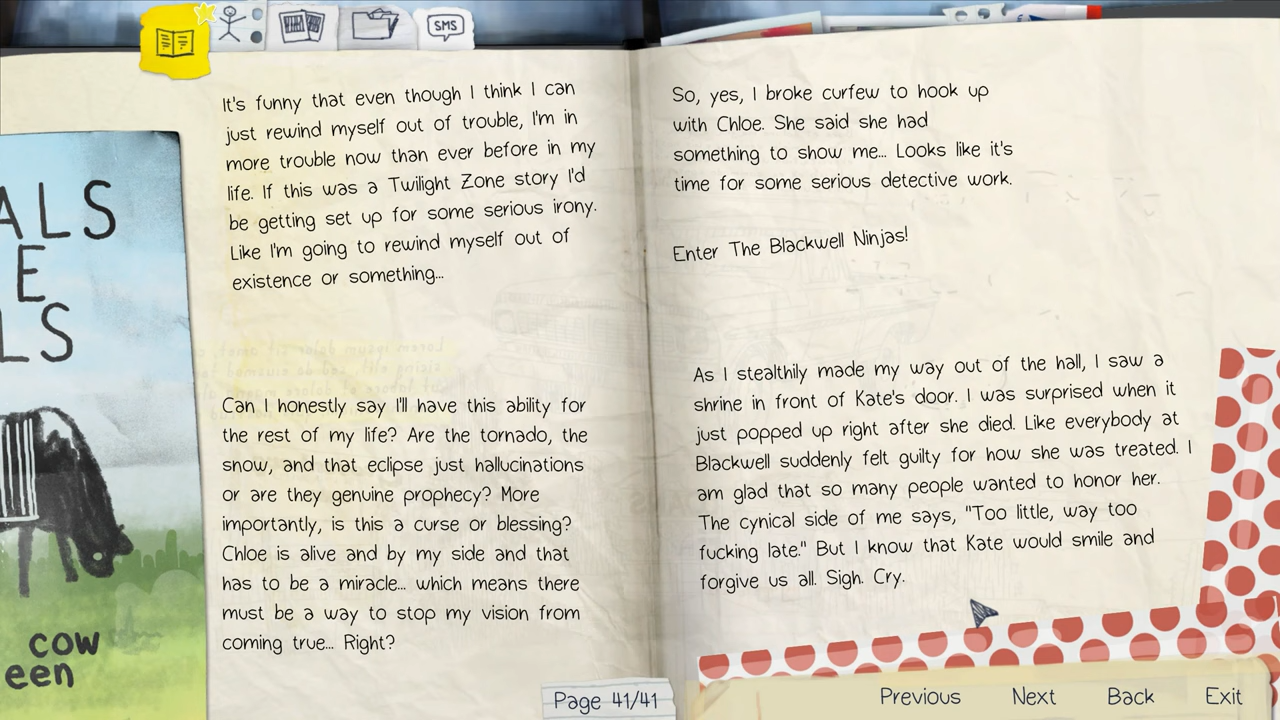 SMS
ALS
E
LS
cow
een
It's funny that even though I think I can
just rewind myself out of trouble, I'm in
more trouble now than ever before in my
life. If this was a Twilight Zone story I'd
be getting set up for some serious irony.
Like I'm going to rewind myself out of
existence or something...
Can I honestly say I'll have this ability for
the rest of my life? Are the tornado, the
snow, and that eclipse just hallucinations
or are they genuine prophecy? More
importantly, is this a curse or blessing?
Chloe is alive and by my side and that
has to be a miracle... which means there
must be a way to stop my vision from
coming true... Right?
So, yes, I broke curfew to hook up
with Chloe. She said she had
something to show me... Looks like it's
time for some serious detective work.
Enter The Blackwell Ninjas!
As I stealthily made my way out of the hall, I saw a
shrine in front of Kate's door. I was surprised when it
just popped up right after she died. Like everybody at
Blackwell suddenly felt guilty for how she was treated. I
am glad that so many people wanted to honor her.
The cynical side of me says, "Too little, way too
fucking late." But I know that Kate would smile and
forgive us all. Sigh. Cry.
Page 41/41
Previous Next Back Exit